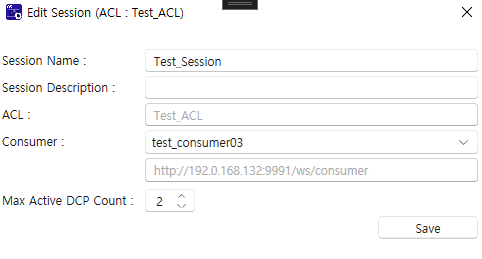 Edit Session (ACL : Test_ACL)
Session Name : Test_Session
Session Description :
ACL : Test_ACL
Consumer : test_consumer03
http://192.0.168.132:9991/ws/consumer
Max Active DCP Count : 2
Save